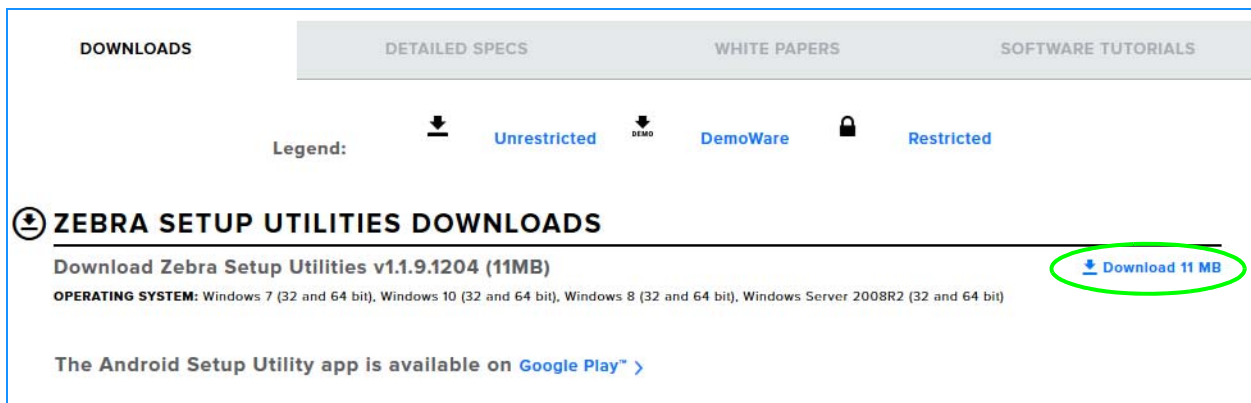 DOWNLOADS DETAILED SPECS WHITE PAPERS SOFTWARE TUTORIALS
Legend: Unrestricted DEMO DemoWare Restricted
ZEBRA SETUP UTILITIES DOWNLOADS
Download Zebra Setup Utilities v1.1.9.1204 (11MB) Download 11 MB
OPERATING SYSTEM: Windows 7 (32 and 64 bit), Windows 10 (32 and 64 bit), Windows 8 (32 and 64 bit), Windows Server 2008R2 (32 and 64 bit)
The Android Setup Utility app is available on Google Play™ >